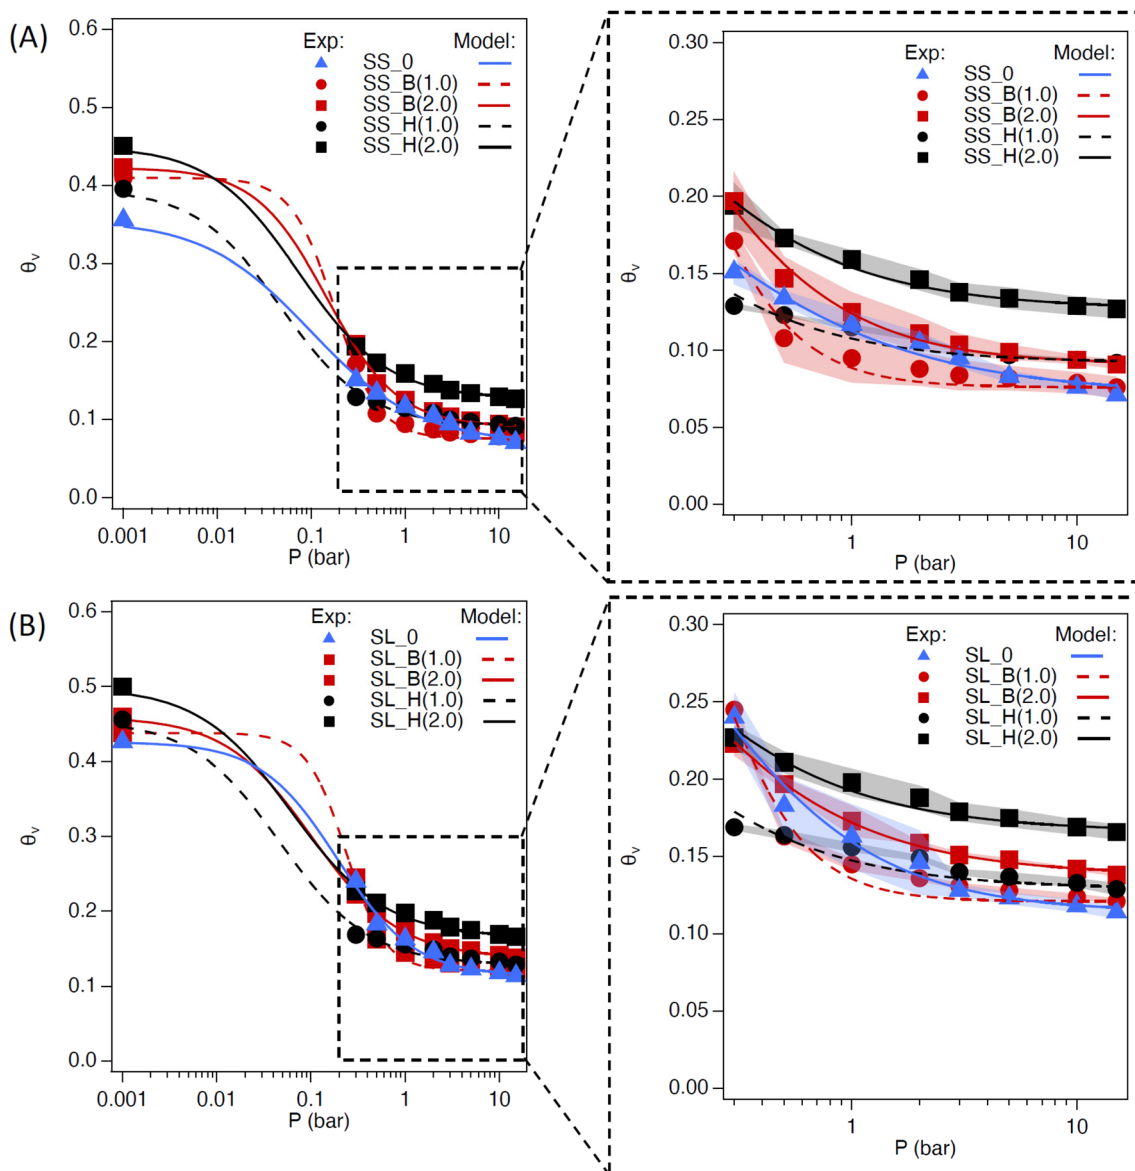 (A)
Exp: Model:
SS_0
SS_B(1.0)
SS_B(2.0)
SS_H(1.0)
SS_H(2.0)
0.6
0.5
0.4
0.3
0.2
0.1
0.0
θv
0.001 0.01 0.1 1 10
P (bar)
Exp: Model:
SS_0
SS_B(1.0)
SS_B(2.0)
SS_H(1.0)
SS_H(2.0)
0.30
0.25
0.20
0.15
0.10
0.05
0.00
θv
1 10
P (bar)
(B)
Exp: Model:
SL_0
SL_B(1.0)
SL_B(2.0)
SL_H(1.0)
SL_H(2.0)
0.6
0.5
0.4
0.3
0.2
0.1
0.0
θv
0.001 0.01 0.1 1 10
P (bar)
Exp: Model:
SL_0
SL_B(1.0)
SL_B(2.0)
SL_H(1.0)
SL_H(2.0)
0.30
0.25
0.20
0.15
0.10
0.05
0.00
θv
1 10
P (bar)